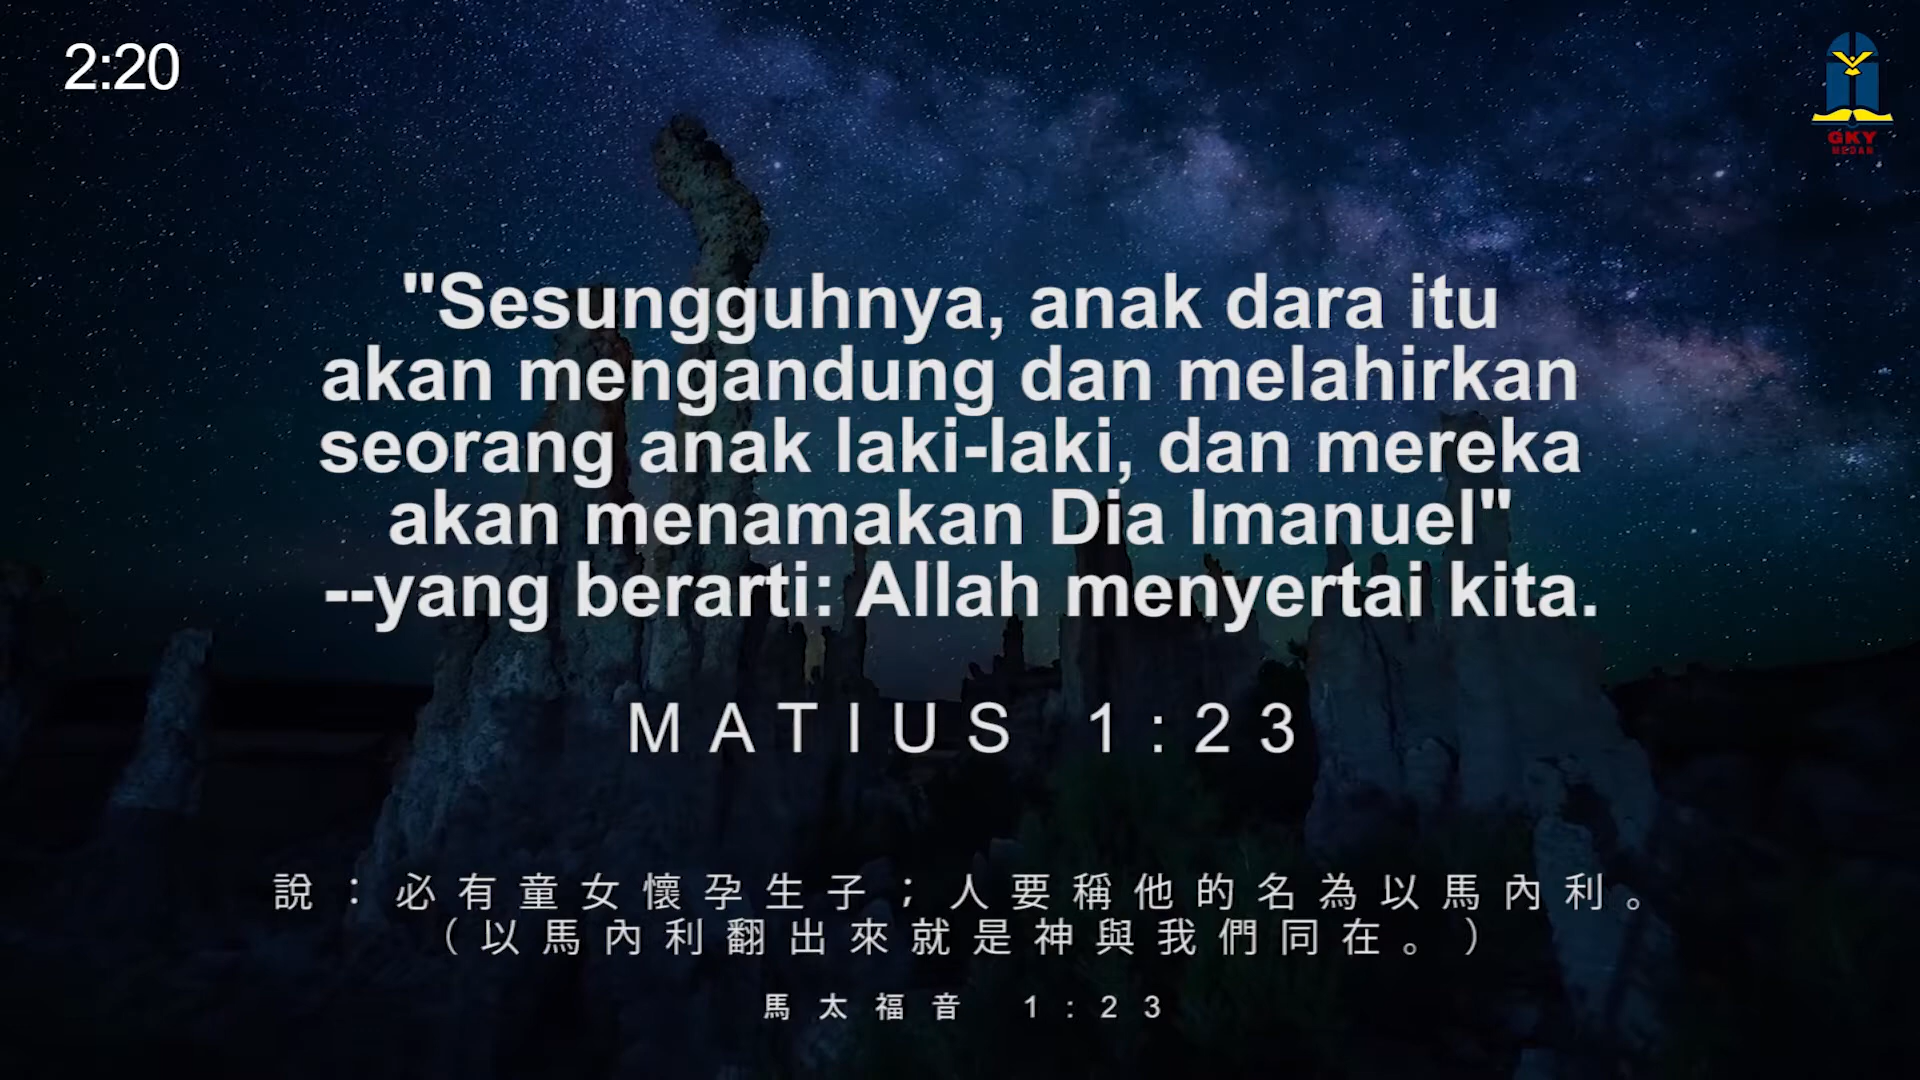 2:20
GKY
MEDAN
"Sesungguhnya, anak dara itu
akan mengandung dan melahirkan
seorang anak laki-laki, dan mereka
akan menamakan Dia Imanuel"
--yang berarti: Allah menyertai kita.
MATIUS 1:23
說：必有童女懷孕生子；人要稱他的名為以馬內利。
（以馬內利翻出來就是神與我們同在。）
馬太福音 1:23